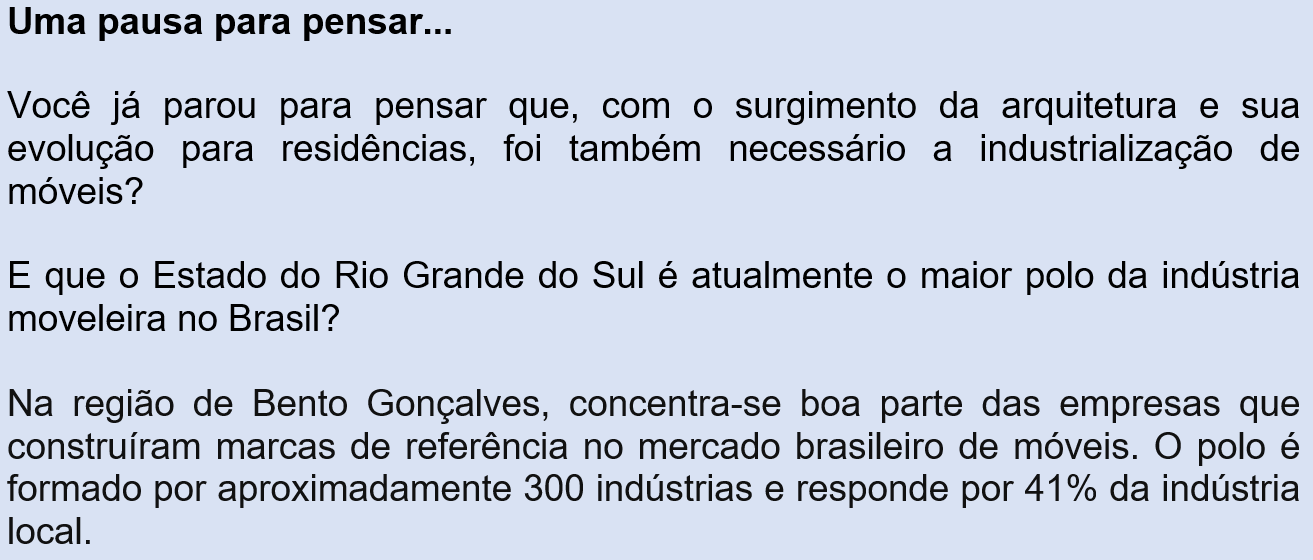 Uma pausa para pensar...
Você já parou para pensar que, com o surgimento da arquitetura e sua
evolução para residências, foi também necessário a industrialização de
móveis?
E que o Estado do Rio Grande do Sul é atualmente o maior polo da indústria
moveleira no Brasil?
Na região de Bento Gonçalves, concentra-se boa parte das empresas que
construíram marcas de referência no mercado brasileiro de móveis. O polo é
formado por aproximadamente 300 indústrias e responde por 41% da indústria
local.